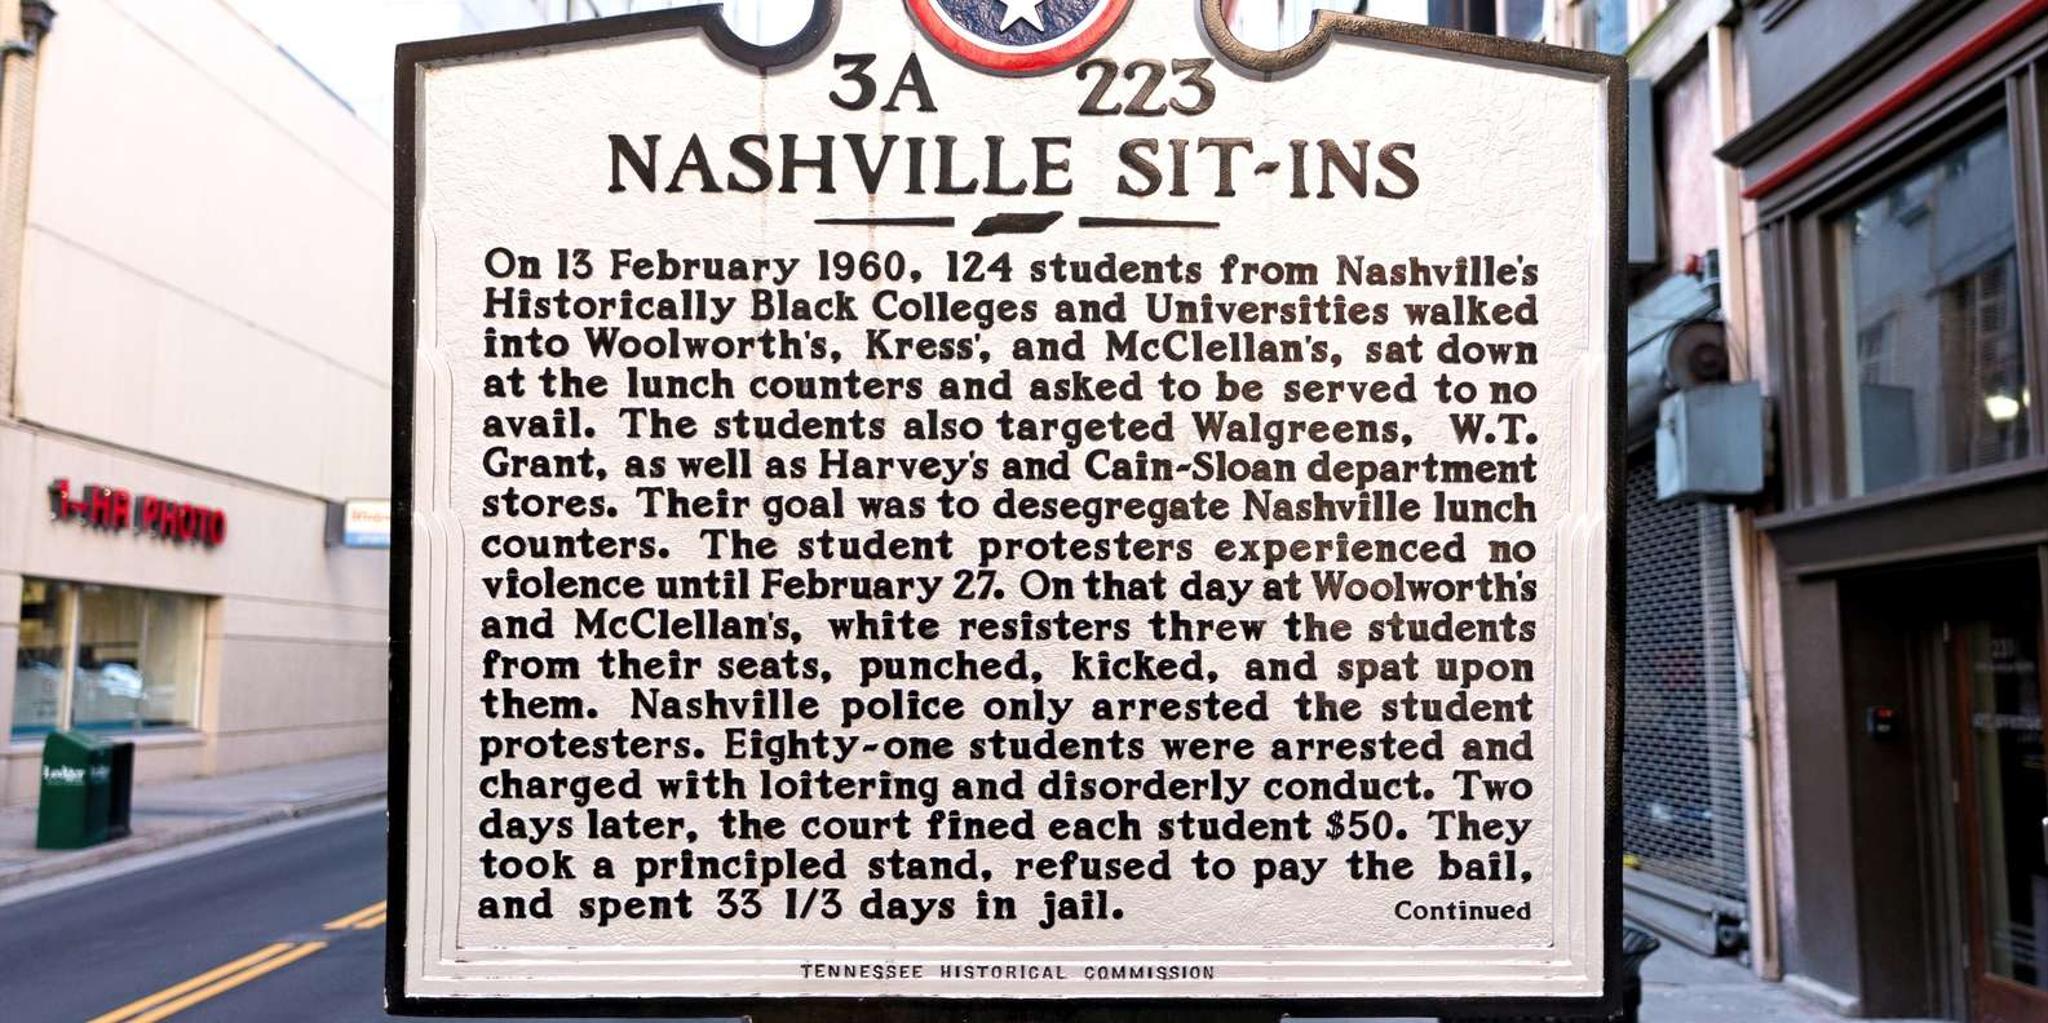 3A 223
NASHVILLE SIT-INS
On 13 February 1960, 124 students from Nashville's
Historically Black Colleges and Universities walked
into Woolworth's, Kress', and McClellan's, sat down
at the lunch counters and asked to be served to no
avail. The students also targeted Walgreens, W.T.
Grant, as well as Harvey's and Cain-Sloan department
stores. Their goal was to desegregate Nashville lunch
counters. The student protesters experienced no
violence until February 27. On that day at Woolworth's
and McClellan's, white resisters threw the students
from their seats, punched, kicked, and spat upon
them. Nashville police only arrested the student
protesters. Eighty-one students were arrested and
charged with loitering and disorderly conduct. Two
days later, the court fined each student $50. They
took a principled stand, refused to pay the bail,
and spent 33 1/3 days in jail. Continued
TENNESSEE HISTORICAL COMMISSION
1-HR PHOTO